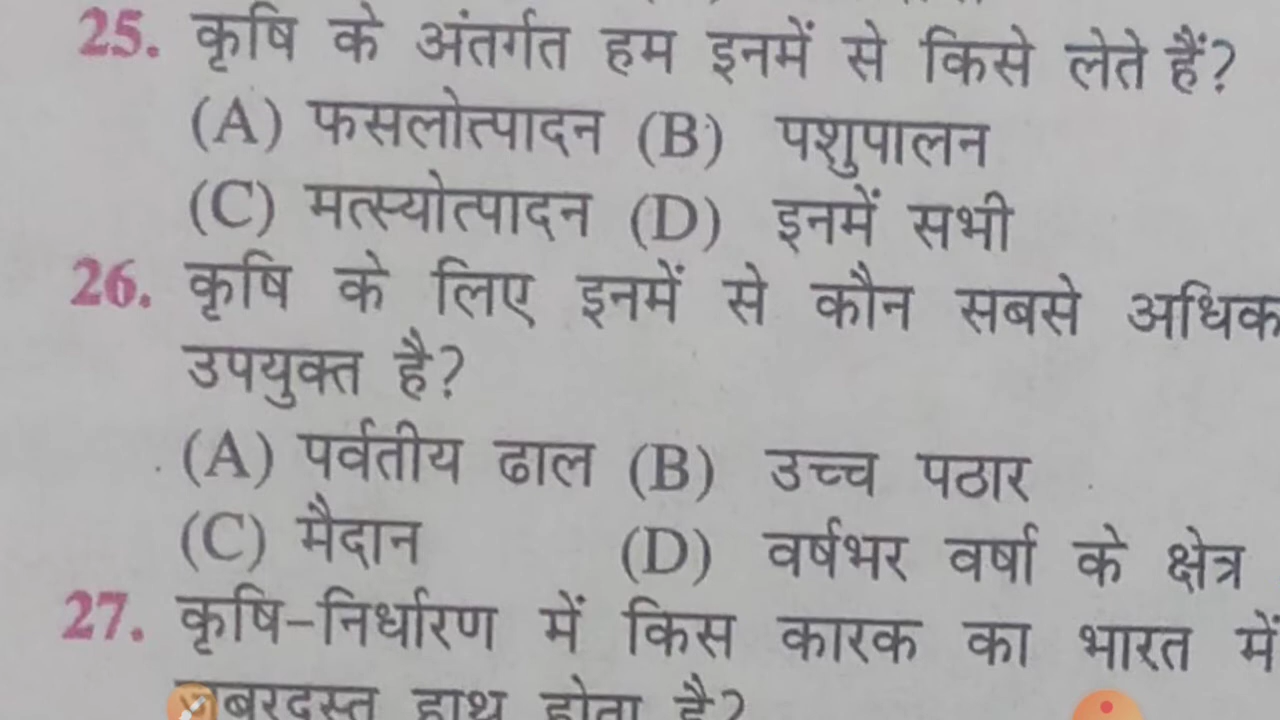 25. कृषि के अंतर्गत हम इनमें से किसे लेते हैं?
(A) फसलोत्पादन (B) पशुपालन
(C) मत्स्योत्पादन (D) इनमें सभी
26. कृषि के लिए इनमें से कौन सबसे अधिक
उपयुक्त है?
(A) पर्वतीय ढाल (B) उच्च पठार
(C) मैदान (D) वर्षभर वर्षा के क्षेत्र
27. कृषि-निर्धारण में किस कारक का भारत में
जबरदस्त हाथ होता है?